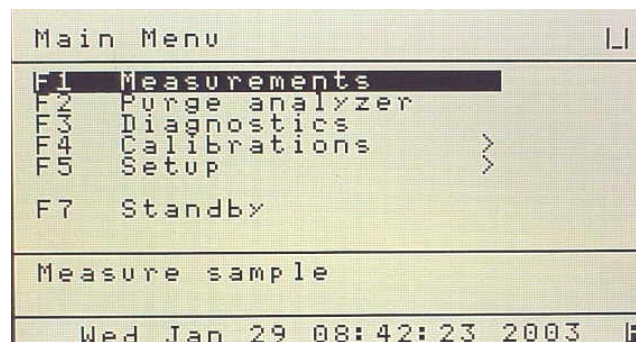 Main Menu
F1 Measurements
F2 Purge analyzer
F3 Diagnostics
F4 Calibrations >
F5 Setup >
F7 Standby
Measure sample
Wed Jan 29 08:42:23 2003